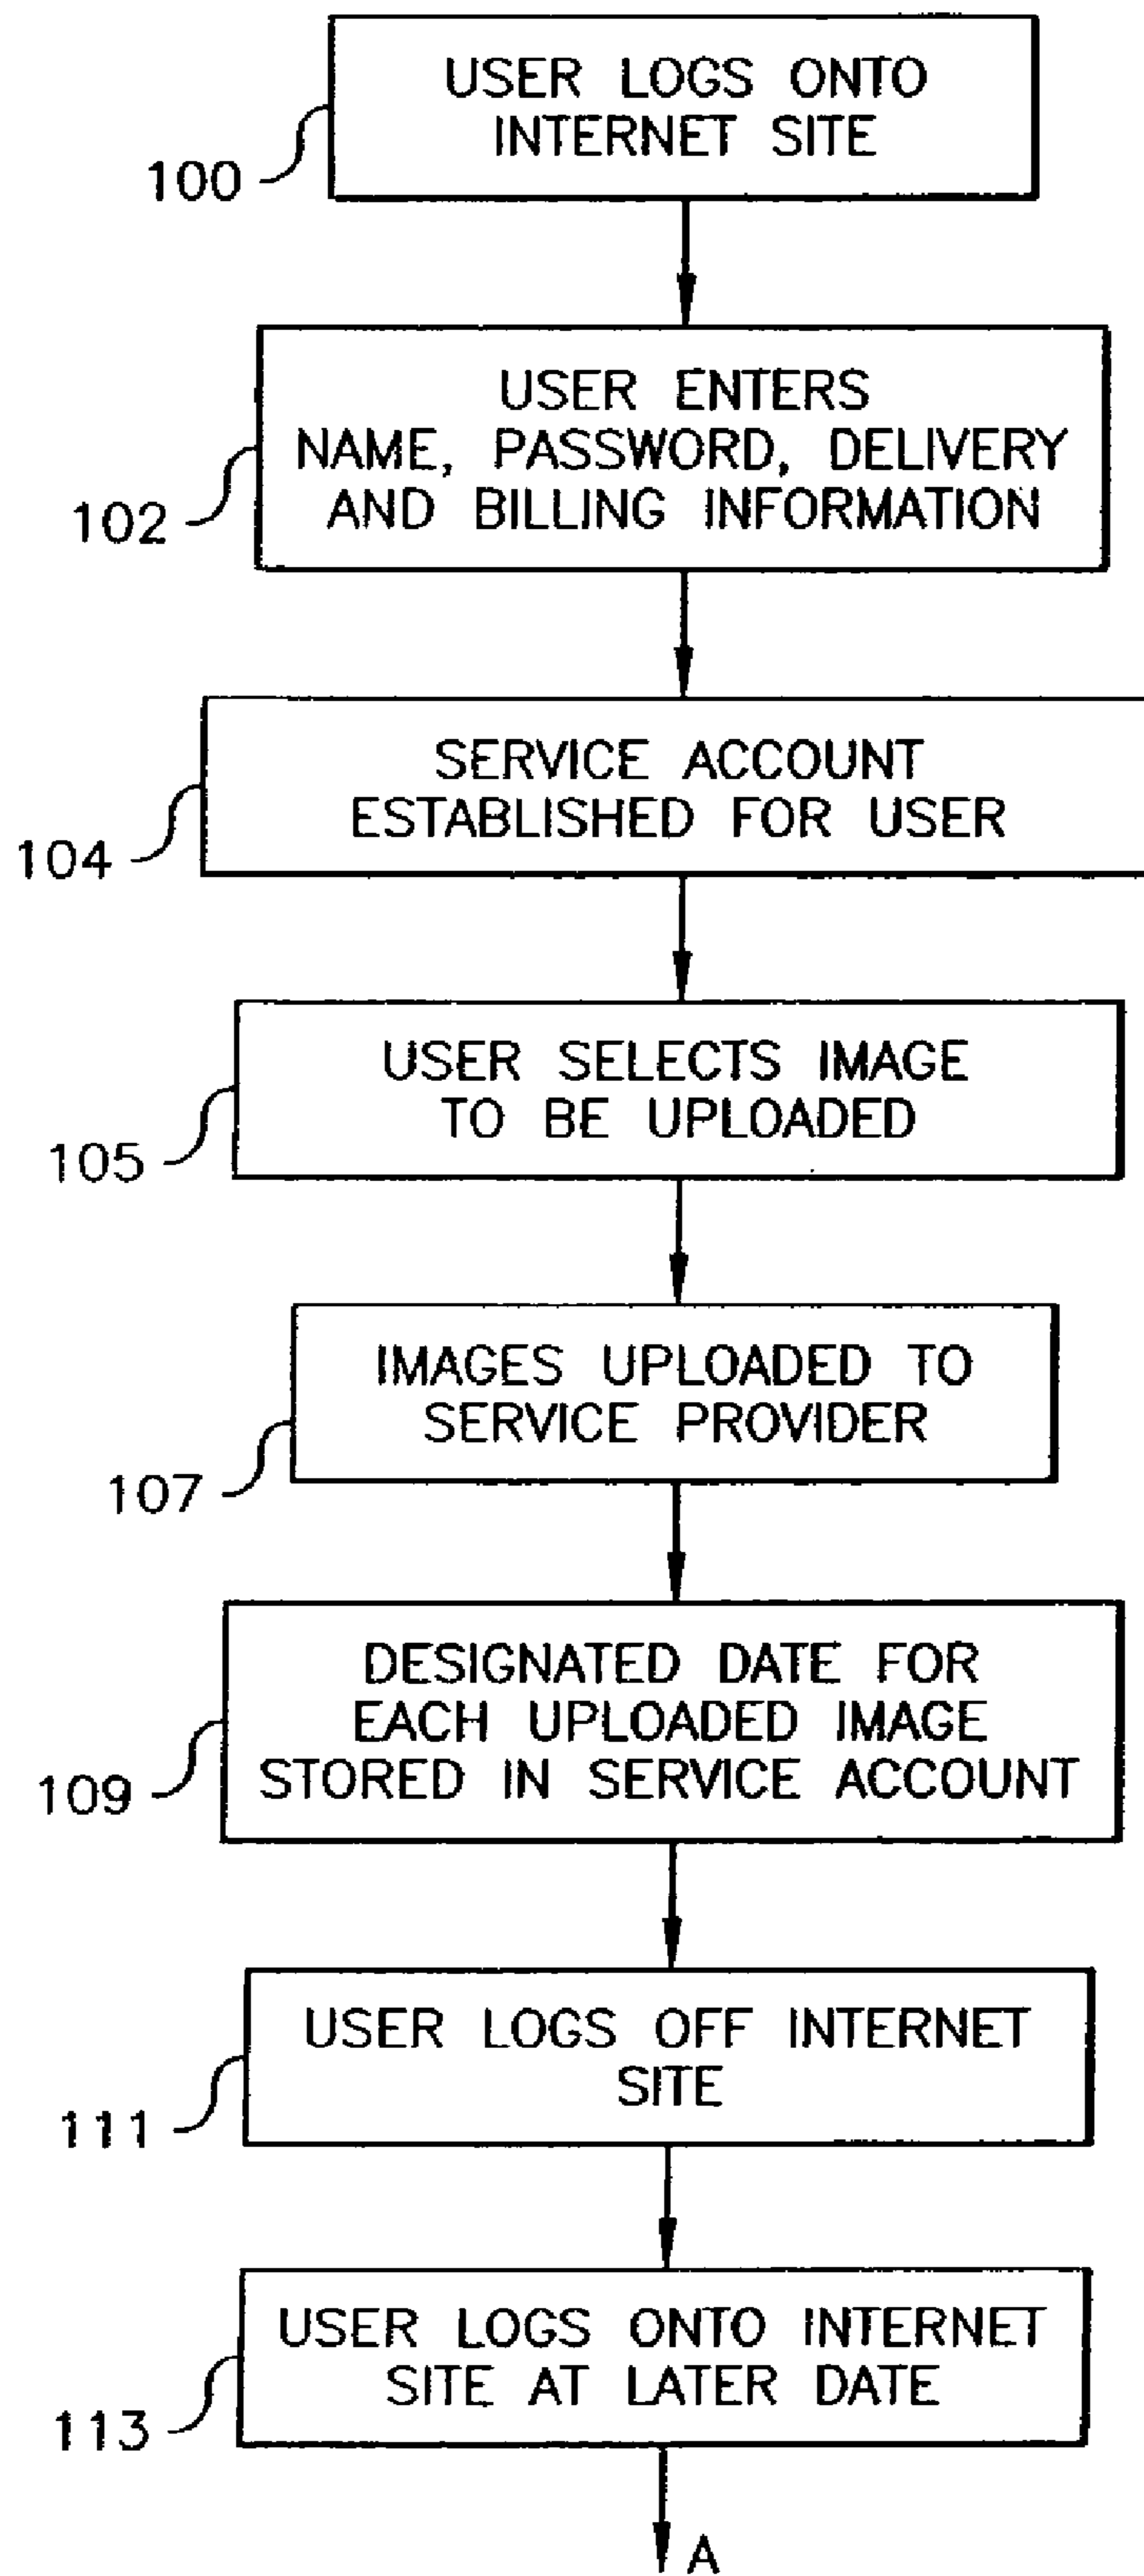 USER LOGS ONTO
INTERNET SITE
100
USER ENTERS
NAME, PASSWORD, DELIVERY
AND BILLING INFORMATION
102
SERVICE ACCOUNT
ESTABLISHED FOR USER
104
USER SELECTS IMAGE
TO BE UPLOADED
105
IMAGES UPLOADED TO
SERVICE PROVIDER
107
DESIGNATED DATE FOR
EACH UPLOADED IMAGE
STORED IN SERVICE ACCOUNT
109
USER LOGS OFF INTERNET
SITE
111
USER LOGS ONTO INTERNET
SITE AT LATER DATE
113
A